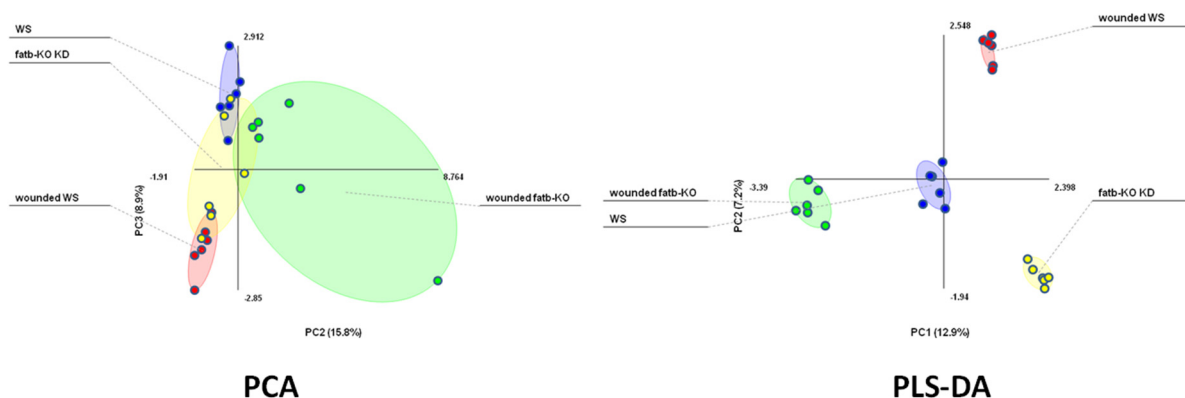 WS
fatb-KO KD
2.912
-1.91
8.764
wounded WS
wounded fatb-KO
PC3 (8.9%)
-2.85
PC2 (15.8%)
PCA
2.548
wounded WS
wounded fatb-KO
-3.39
2.398
fatb-KO KD
WS
PC2 (7.2%)
-1.94
PC1 (12.9%)
PLS-DA